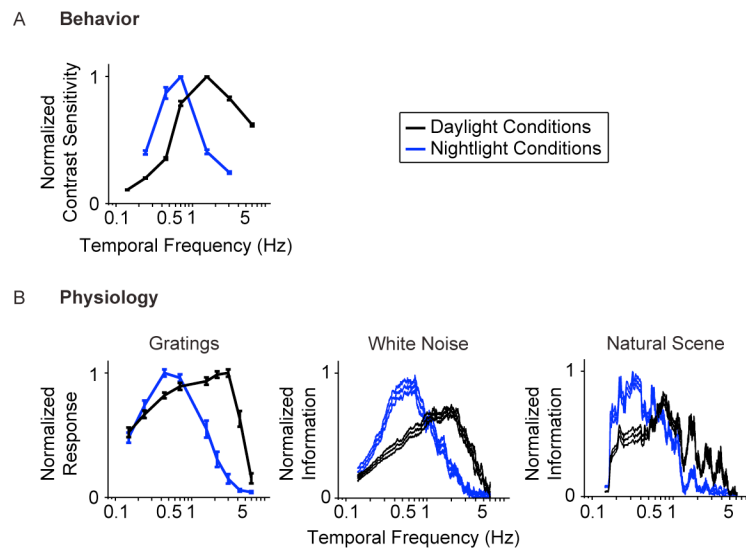 A Behavior
Normalized
Contrast Sensitivity
1
0
0.1 0.5 1 5
Temporal Frequency (Hz)
Daylight Conditions
Nightlight Conditions
B Physiology
Gratings
Normalized
Response
1
0
0.1 0.5 1 5
White Noise
Normalized
Information
1
0
0.1 0.5 1 5
Natural Scene
Normalized
Information
1
0
0.1 0.5 1 5
Temporal Frequency (Hz)